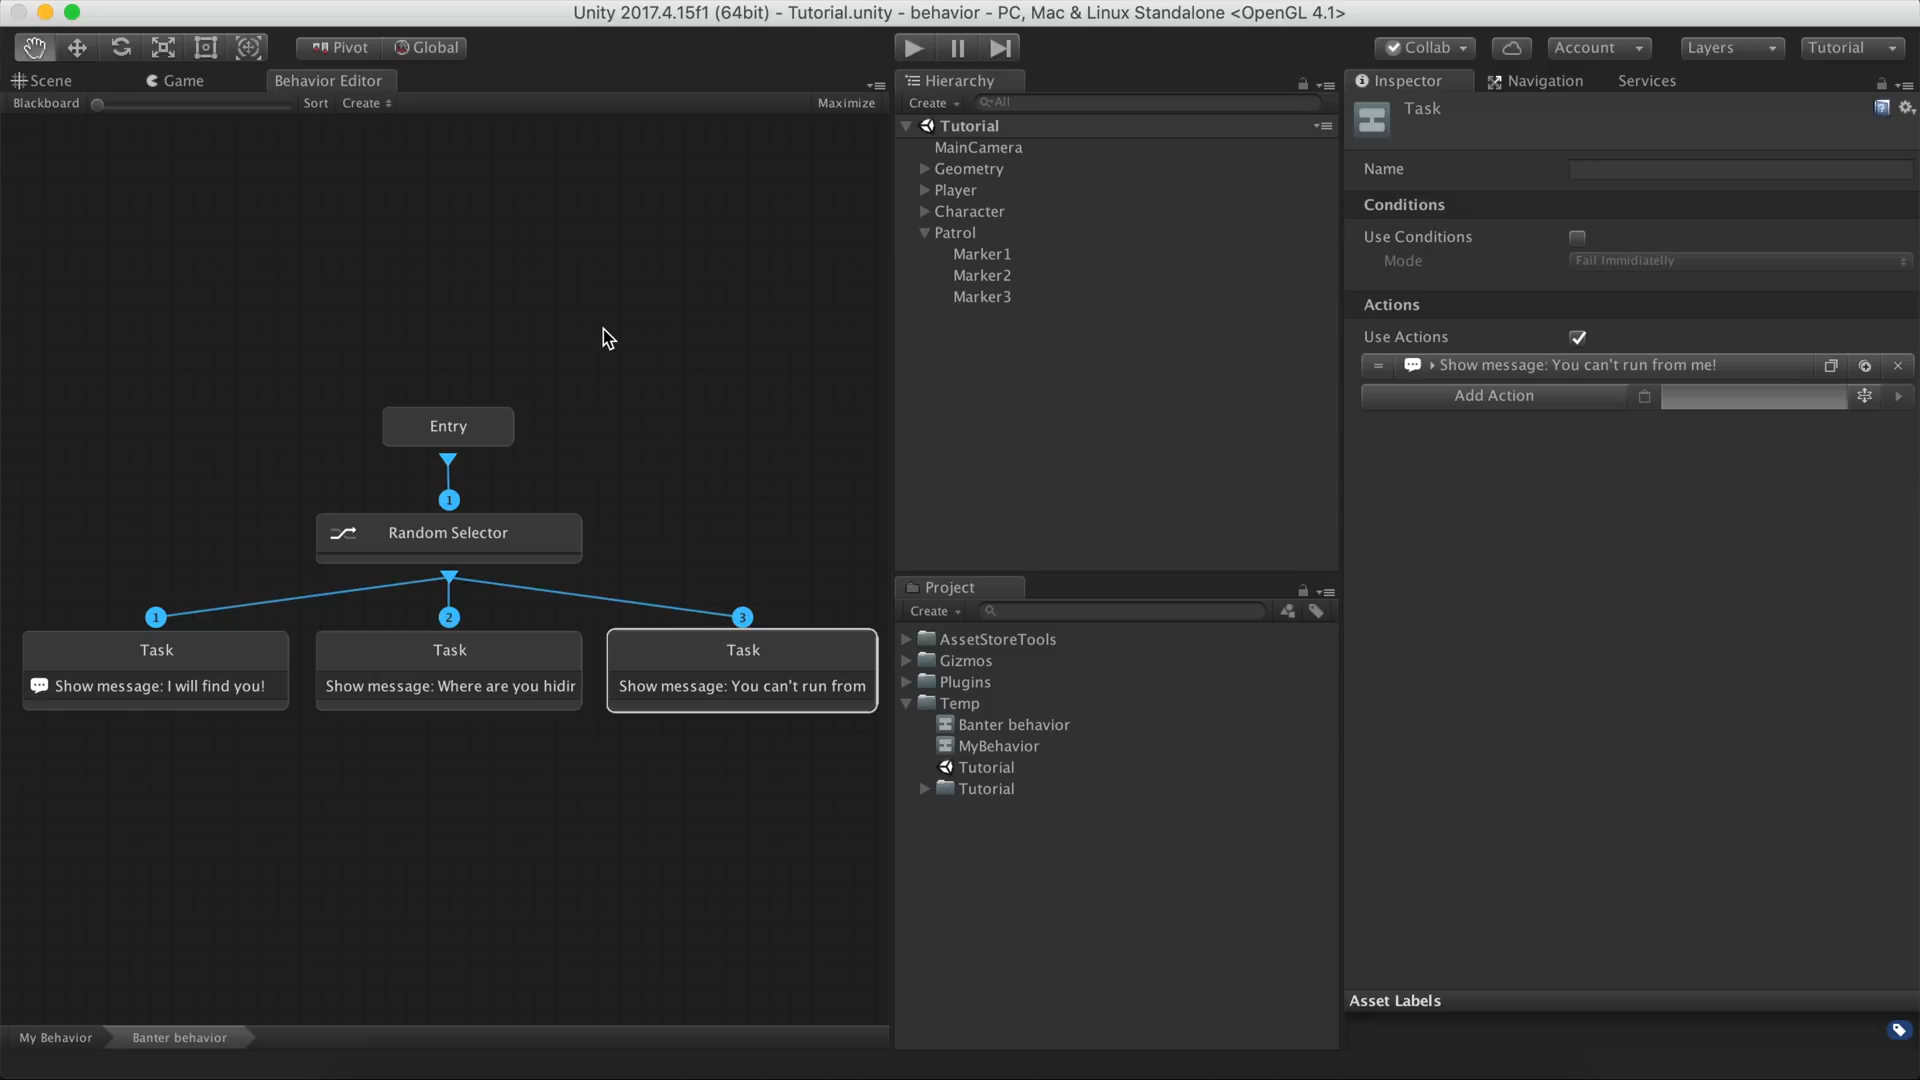 Unity 2017.4.15f1 (64bit) - Tutorial.unity - behavior - PC, Mac & Linux Standalone <OpenGL 4.1>
Pivot Global
Collab Account Layers Tutorial
Scene Game Behavior Editor
Blackboard Sort Create Maximize
Entry
1
Random Selector
1 2 3
Task Task Task
Show message: I will find you! Show message: Where are you hidin Show message: You can't run from
My Behavior Banter behavior
Hierarchy
Create All
Tutorial
MainCamera
Geometry
Player
Character
Patrol
Marker1
Marker2
Marker3
Project
Create
AssetStoreTools
Gizmos
Plugins
Temp
Banter behavior
MyBehavior
Tutorial
Tutorial
Inspector Navigation Services
Task
Name
Conditions
Use Conditions
Mode Fail Immidiatelly
Actions
Use Actions
Show message: You can't run from me!
Add Action
Asset Labels